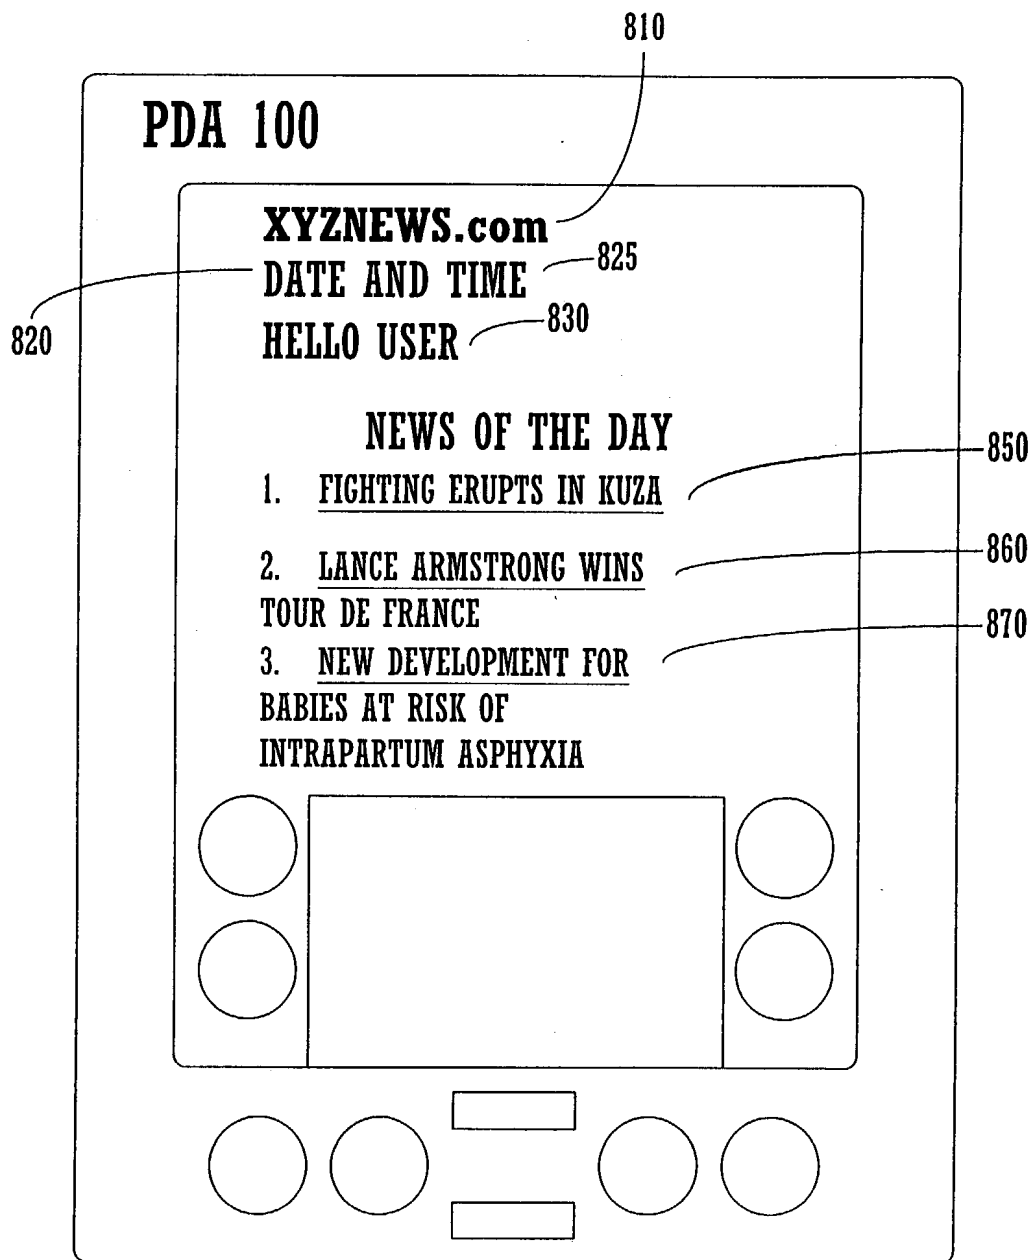 810
PDA 100
XYZNEWS.com
DATE AND TIME 825
820
HELLO USER 830
NEWS OF THE DAY
850
1. FIGHTING ERUPTS IN KUZA
860
2. LANCE ARMSTRONG WINS
TOUR DE FRANCE
870
3. NEW DEVELOPMENT FOR
BABIES AT RISK OF
INTRAPARTUM ASPHYXIA